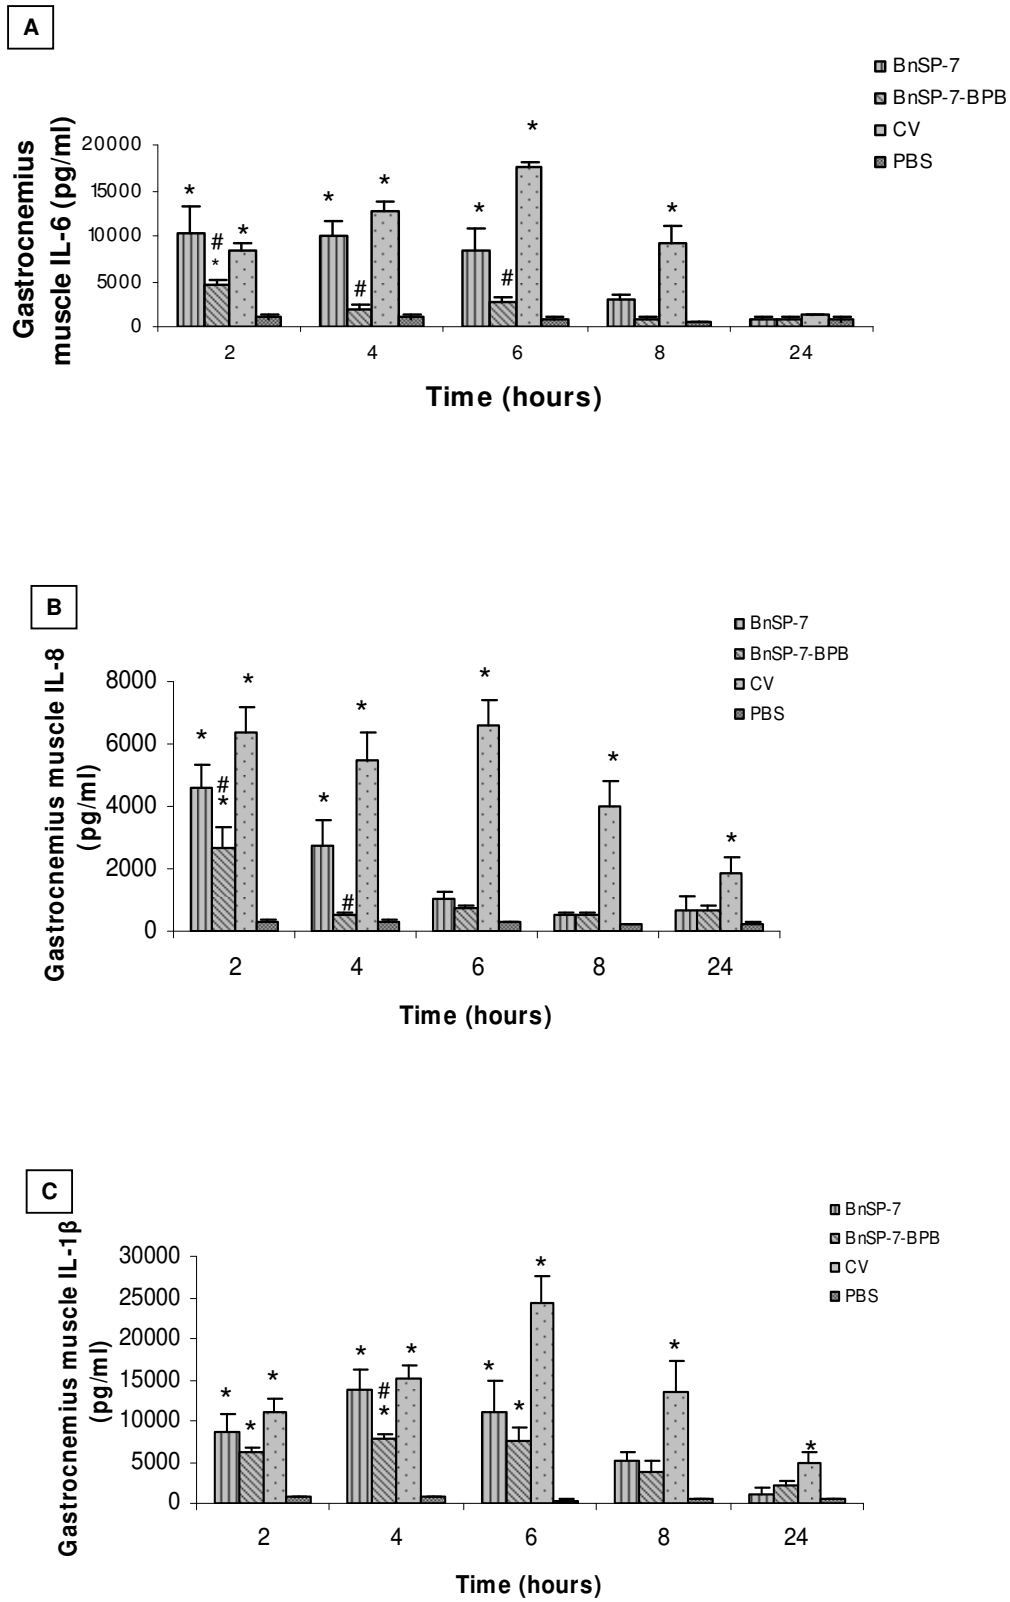 A
BnSP-7
BnSP-7-BPB
CV
PBS
Gastrocnemius
muscle IL-6 (pg/ml)
20000
15000
10000
5000
0
* # * *
* # *
* # *
*
2 4 6 8 24
Time (hours)
B
BnSP-7
BnSP-7-BPB
CV
PBS
Gastrocnemius muscle IL-8
(pg/ml)
8000
6000
4000
2000
0
* # * *
* # *
*
*
*
2 4 6 8 24
Time (hours)
C
BnSP-7
BnSP-7-BPB
CV
PBS
Gastrocnemius muscle IL-1β
(pg/ml)
30000
25000
20000
15000
10000
5000
0
* * *
* # * *
* * *
*
*
2 4 6 8 24
Time (hours)